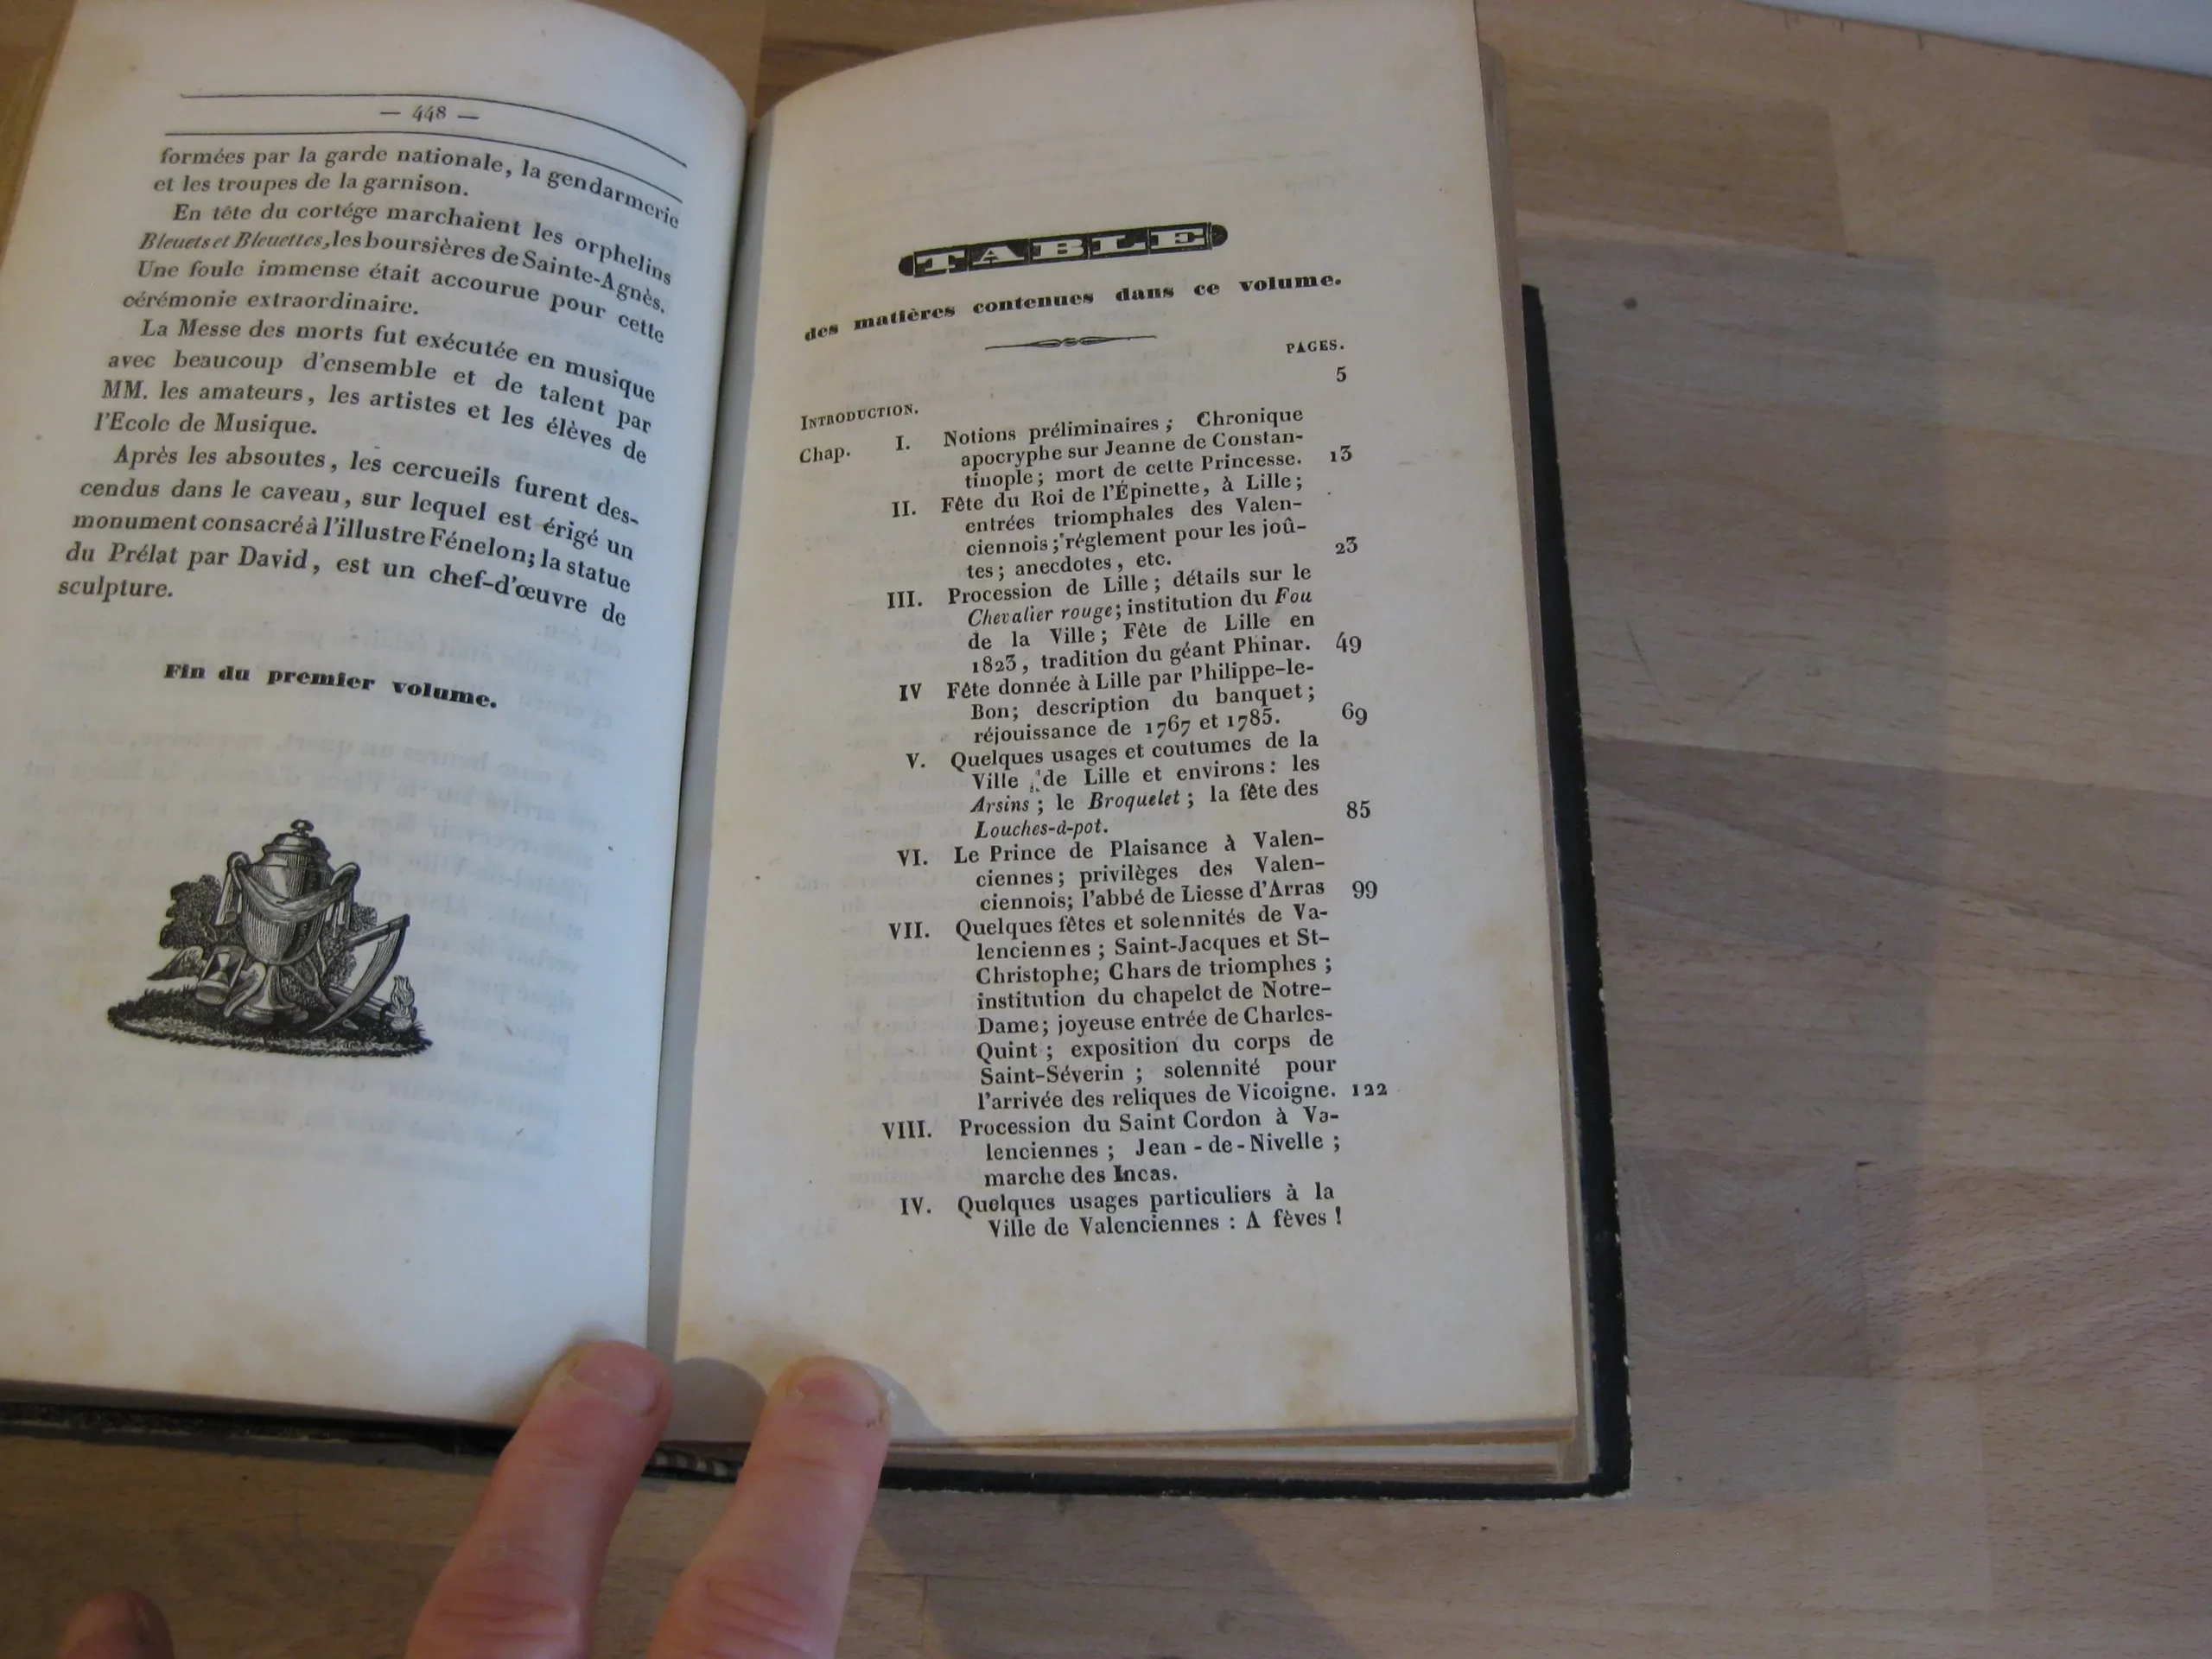 — 448 —
formées par la garde nationale, la gendarmerie
et les troupes de la garnison.
En tête du cortége marchaient les orphelins
Bleuets et Bleuettes, les boursières de Sainte-Agnès.
Une foule immense était accourue pour cette
cérémonie extraordinaire.
La Messe des morts fut exécutée en musique
avec beaucoup d'ensemble et de talent par
MM. les amateurs, les artistes et les élèves de
l'Ecole de Musique.
Après les absoutes, les cercueils furent des-
cendus dans le caveau, sur lequel est érigé un
monument consacré à l'illustre Fénelon; la statue
du Prélat par David, est un chef-d'œuvre de
sculpture.
Fin du premier volume.
TABLE
des matières contenues dans ce volume.
PAGES.
INTRODUCTION. 5
Chap. I. Notions préliminaires; Chronique
apocryphe sur Jeanne de Constan-
tinople; mort de cette Princesse. 13
II. Fête du Roi de l'Épinette, à Lille;
entrées triomphales des Valen-
ciennois; réglement pour les joû-
tes; anecdotes, etc. 23
III. Procession de Lille; détails sur le
Chevalier rouge; institution du Fou
de la Ville; Fête de Lille en
1823, tradition du géant Phinar. 49
IV Fête donnée à Lille par Philippe-le-
Bon; description du banquet;
réjouissance de 1767 et 1785. 69
V. Quelques usages et coutumes de la
Ville de Lille et environs: les
Arsins; le Broquelet; la fête des
Louches-à-pot. 85
VI. Le Prince de Plaisance à Valen-
ciennes; privilèges des Valen-
ciennois; l'abbé de Liesse d'Arras 99
VII. Quelques fêtes et solennités de Va-
lenciennes; Saint-Jacques et St-
Christophe; Chars de triomphes;
institution du chapelet de Notre-
Dame; joyeuse entrée de Charles-
Quint; exposition du corps de
Saint-Séverin; solennité pour
l'arrivée des reliques de Vicoigne. 122
VIII. Procession du Saint Cordon à Va-
lenciennes; Jean-de-Nivelle;
marche des Incas.
IV. Quelques usages particuliers à la
Ville de Valenciennes : A fèves !